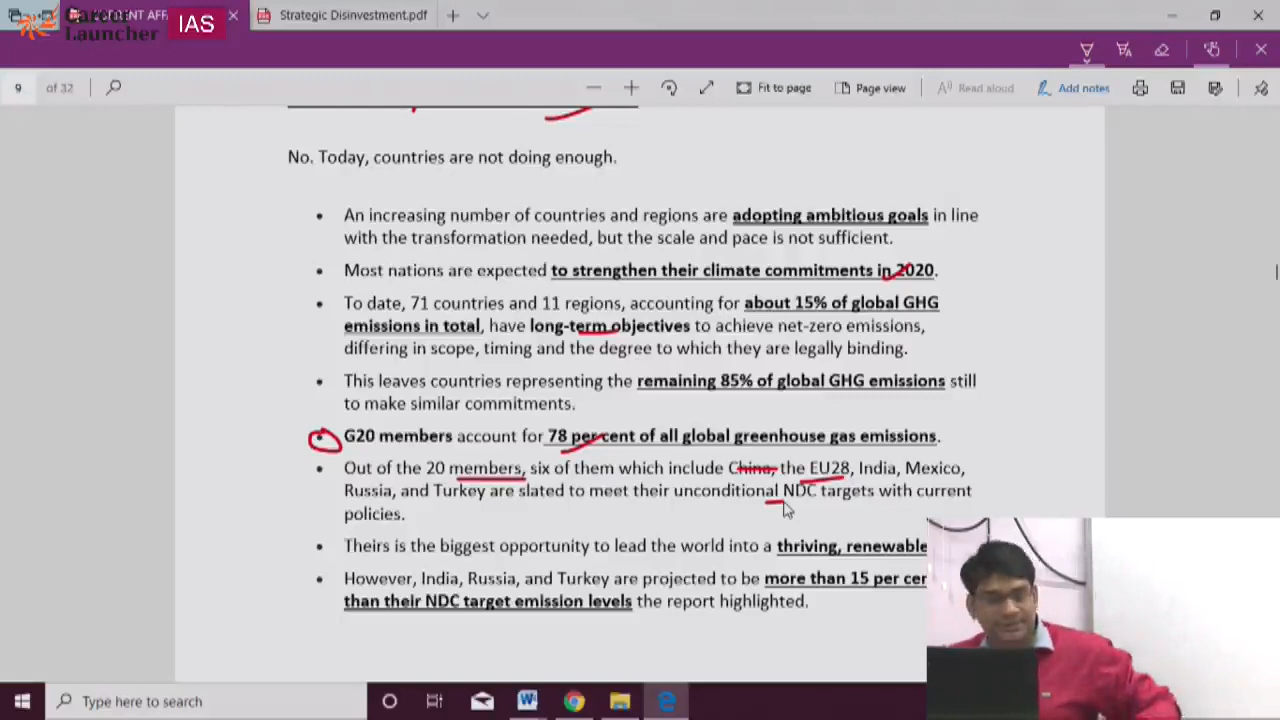 Career
Launcher
IAS
CURRENT AFF
Strategic Disinvestment.pdf
9 of 32
Fit to page
Page view
Read aloud
Add notes
No. Today, countries are not doing enough.
• An increasing number of countries and regions are adopting ambitious goals in line
with the transformation needed, but the scale and pace is not sufficient.
• Most nations are expected to strengthen their climate commitments in 2020.
• To date, 71 countries and 11 regions, accounting for about 15% of global GHG
emissions in total, have long-term objectives to achieve net-zero emissions,
differing in scope, timing and the degree to which they are legally binding.
• This leaves countries representing the remaining 85% of global GHG emissions still
to make similar commitments.
• G20 members account for 78 per cent of all global greenhouse gas emissions.
• Out of the 20 members, six of them which include China, the EU28, India, Mexico,
Russia, and Turkey are slated to meet their unconditional NDC targets with current
policies.
• Theirs is the biggest opportunity to lead the world into a thriving, renewable
• However, India, Russia, and Turkey are projected to be more than 15 per cer
than their NDC target emission levels the report highlighted.
Type here to search